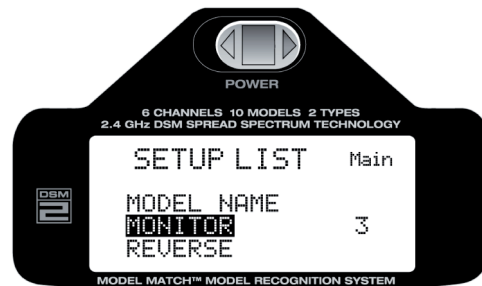 POWER
6 CHANNELS 10 MODELS 2 TYPES
2.4 GHz DSM SPREAD SPECTRUM TECHNOLOGY
SETUP LIST Main
DSM
2
MODEL NAME
MONITOR 3
REVERSE
MODEL MATCH™ MODEL RECOGNITION SYSTEM